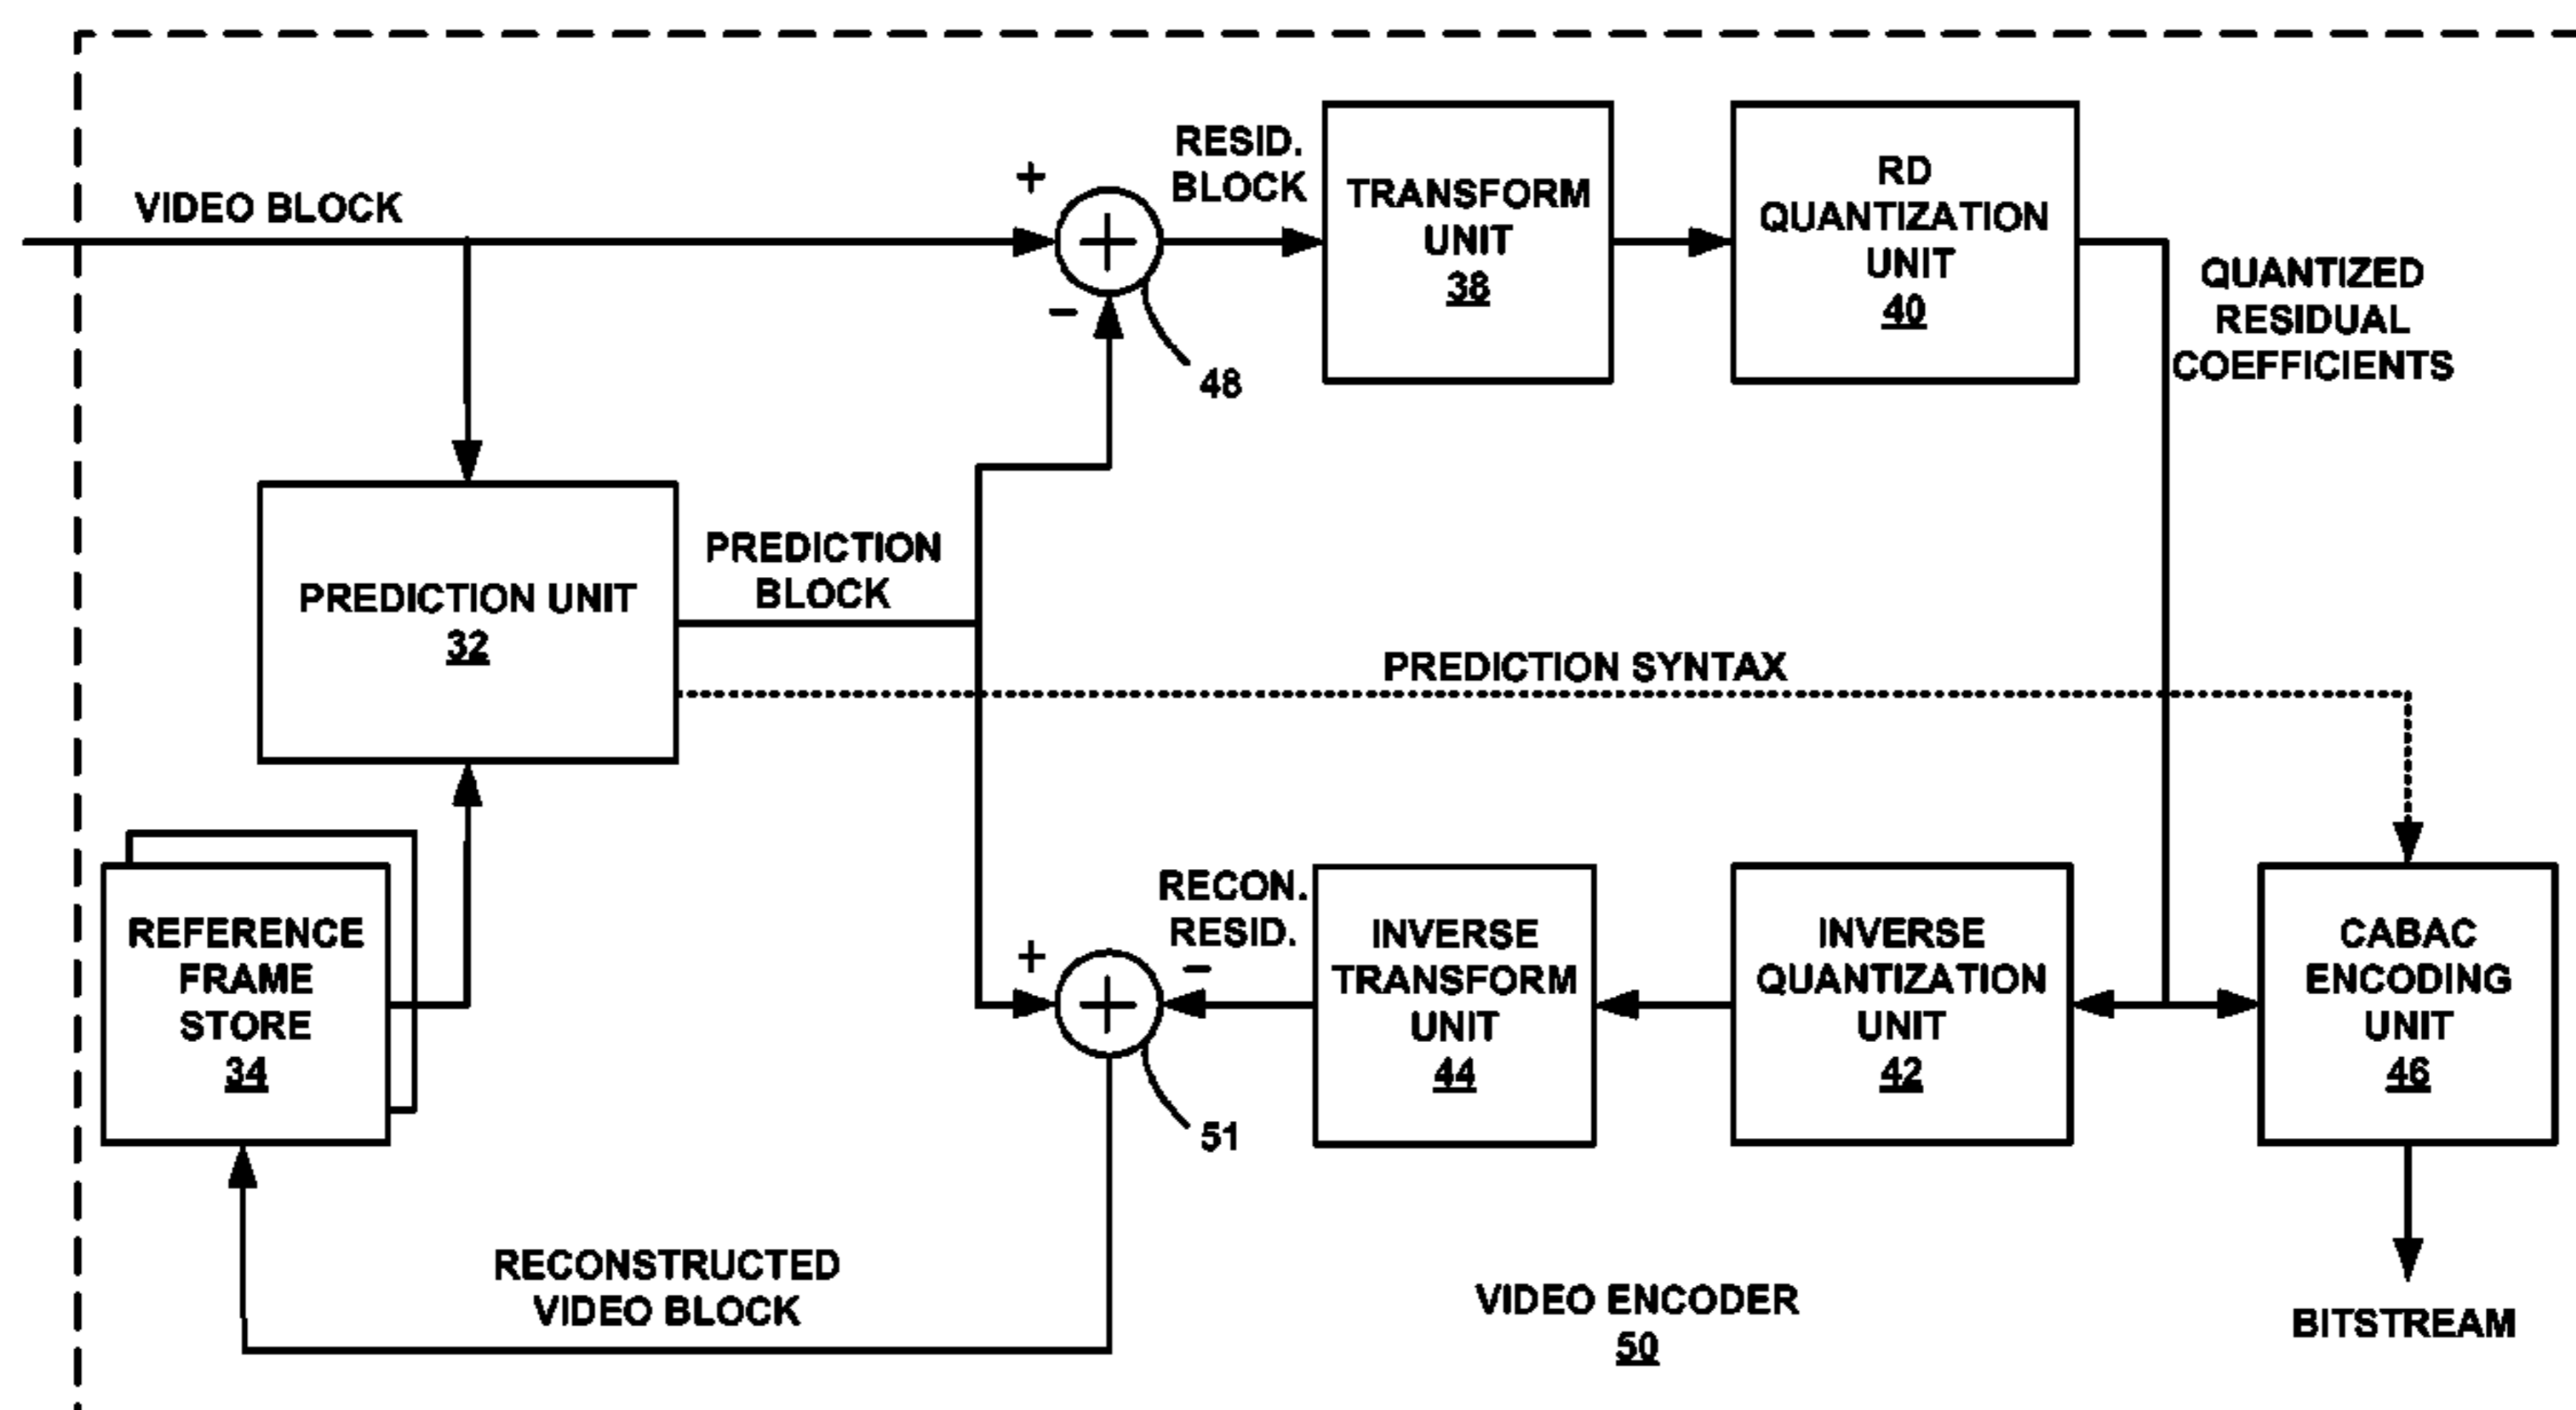 VIDEO BLOCK
+
−
48
RESID.
BLOCK
TRANSFORM
UNIT
38
RD
QUANTIZATION
UNIT
40
QUANTIZED
RESIDUAL
COEFFICIENTS
PREDICTION UNIT
32
PREDICTION
BLOCK
PREDICTION SYNTAX
REFERENCE
FRAME
STORE
34
+
−
51
RECON.
RESID.
INVERSE
TRANSFORM
UNIT
44
INVERSE
QUANTIZATION
UNIT
42
CABAC
ENCODING
UNIT
46
RECONSTRUCTED
VIDEO BLOCK
VIDEO ENCODER
50
BITSTREAM